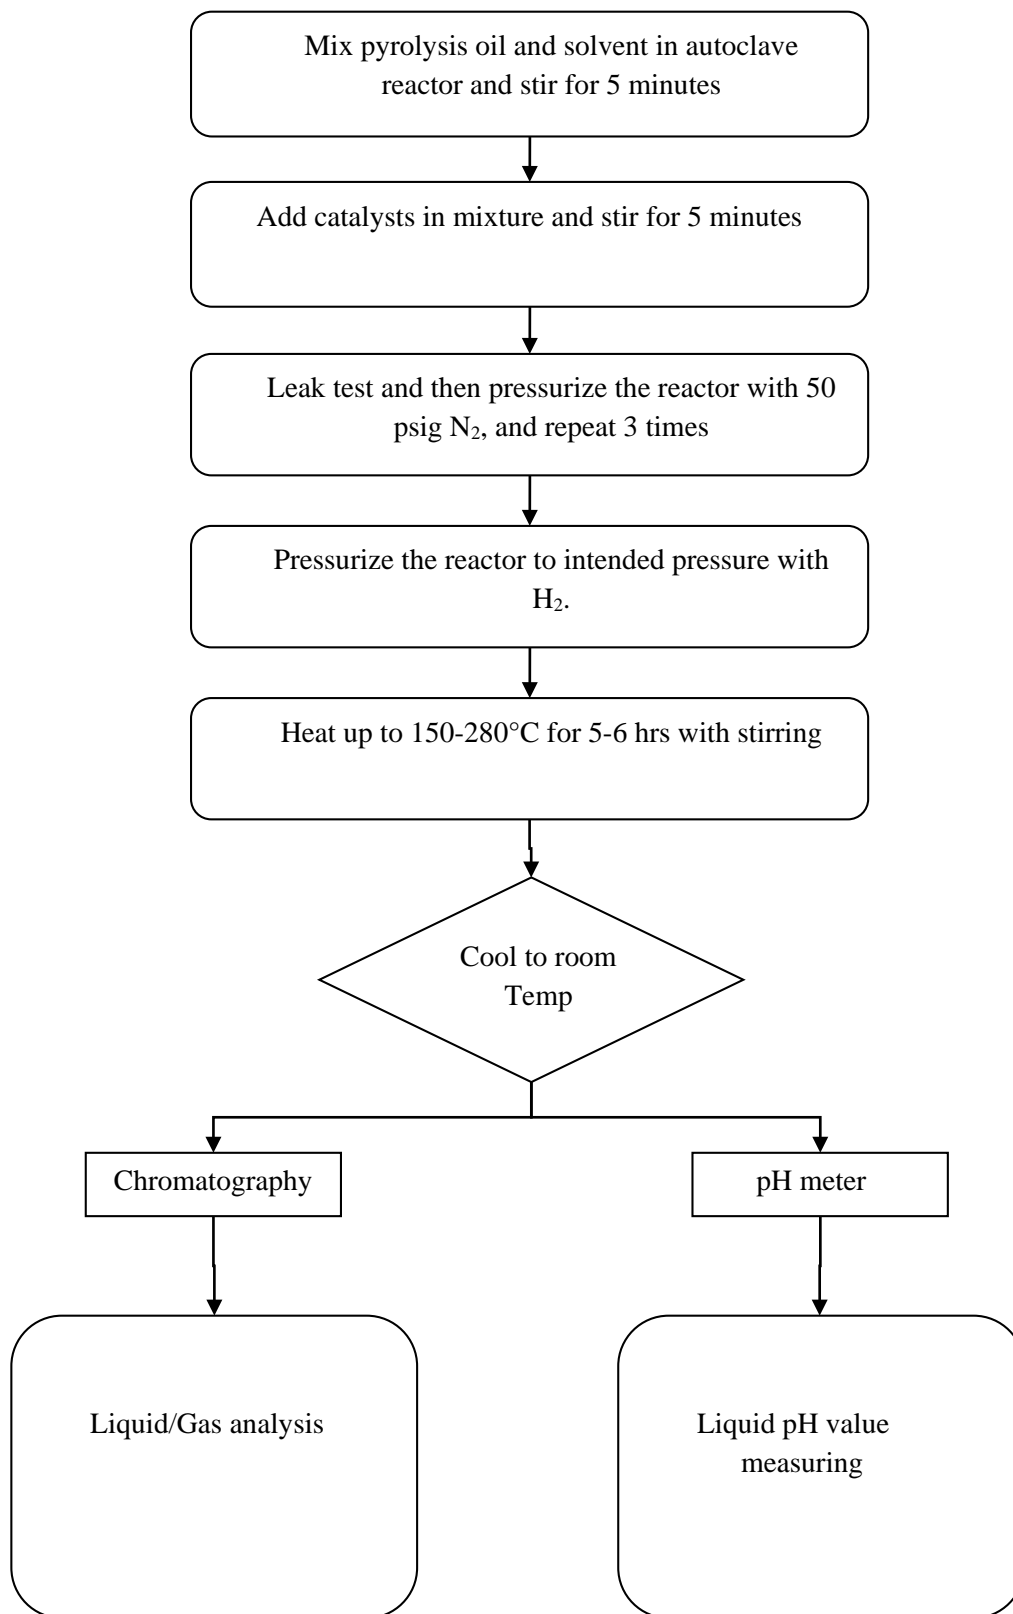 Mix pyrolysis oil and solvent in autoclave
reactor and stir for 5 minutes
Add catalysts in mixture and stir for 5 minutes
Leak test and then pressurize the reactor with 50
psig N₂, and repeat 3 times
Pressurize the reactor to intended pressure with
H₂.
Heat up to 150-280°C for 5-6 hrs with stirring
Cool to room
Temp
Chromatography
pH meter
Liquid/Gas analysis
Liquid pH value
measuring